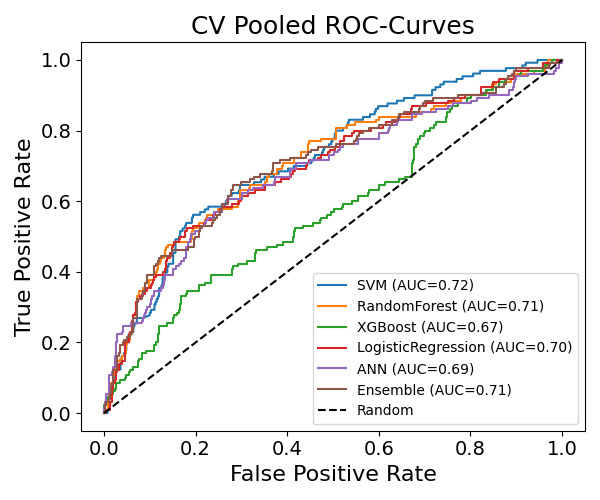 CV Pooled ROC-Curves
True Positive Rate
1.0
0.8
0.6
0.4
0.2
0.0
SVM (AUC=0.72)
RandomForest (AUC=0.71)
XGBoost (AUC=0.67)
LogisticRegression (AUC=0.70)
ANN (AUC=0.69)
Ensemble (AUC=0.71)
Random
0.0 0.2 0.4 0.6 0.8 1.0
False Positive Rate